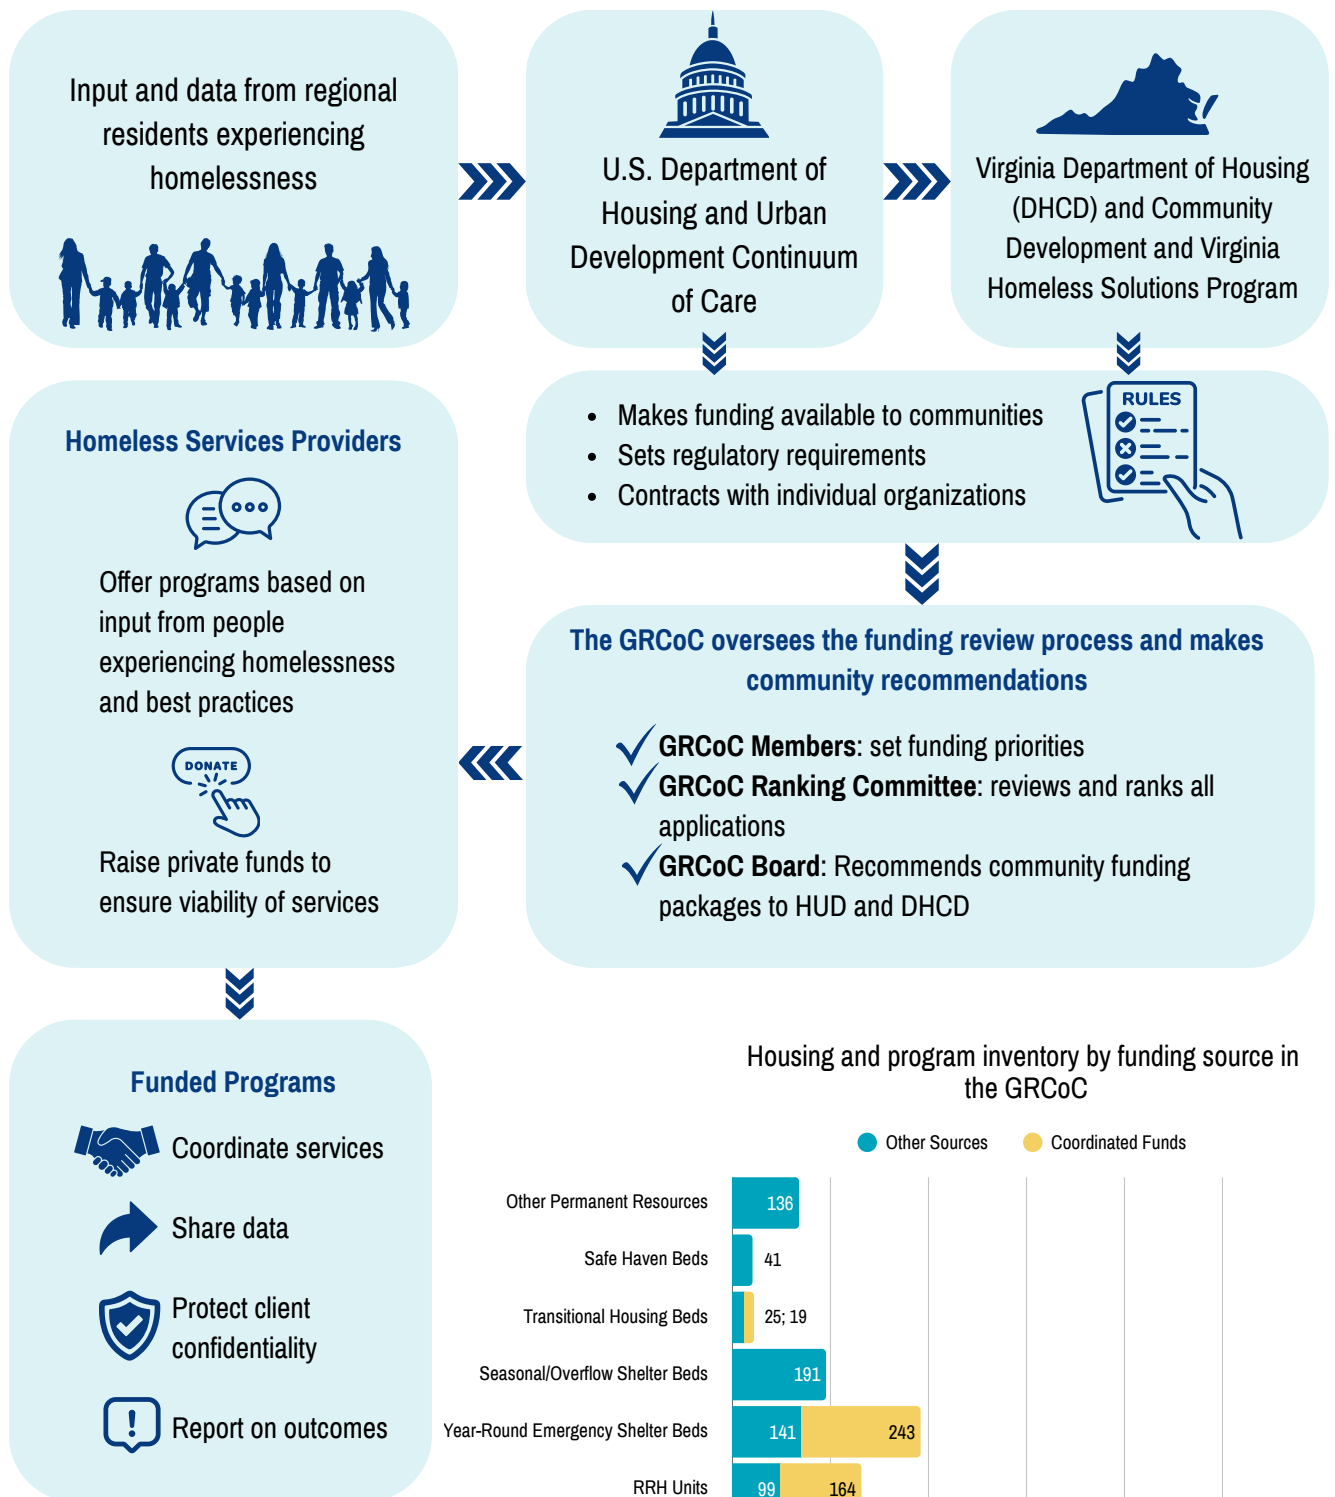 Input and data from regional
residents experiencing
homelessness
U.S. Department of
Housing and Urban
Development Continuum
of Care
Virginia Department of Housing
(DHCD) and Community
Development and Virginia
Homeless Solutions Program
• Makes funding available to communities
• Sets regulatory requirements
• Contracts with individual organizations
RULES
The GRCoC oversees the funding review process and makes
community recommendations
GRCoC Members: set funding priorities
GRCoC Ranking Committee: reviews and ranks all
applications
GRCoC Board: Recommends community funding
packages to HUD and DHCD
Homeless Services Providers
Offer programs based on
input from people
experiencing homelessness
and best practices
DONATE
Raise private funds to
ensure viability of services
Funded Programs
Coordinate services
Share data
Protect client
confidentiality
Report on outcomes
Housing and program inventory by funding source in
the GRCoC
Other Sources
Coordinated Funds
Other Permanent Resources 136
Safe Haven Beds 41
Transitional Housing Beds 25; 19
Seasonal/Overflow Shelter Beds 191
Year-Round Emergency Shelter Beds 141 243
RRH Units 99 164